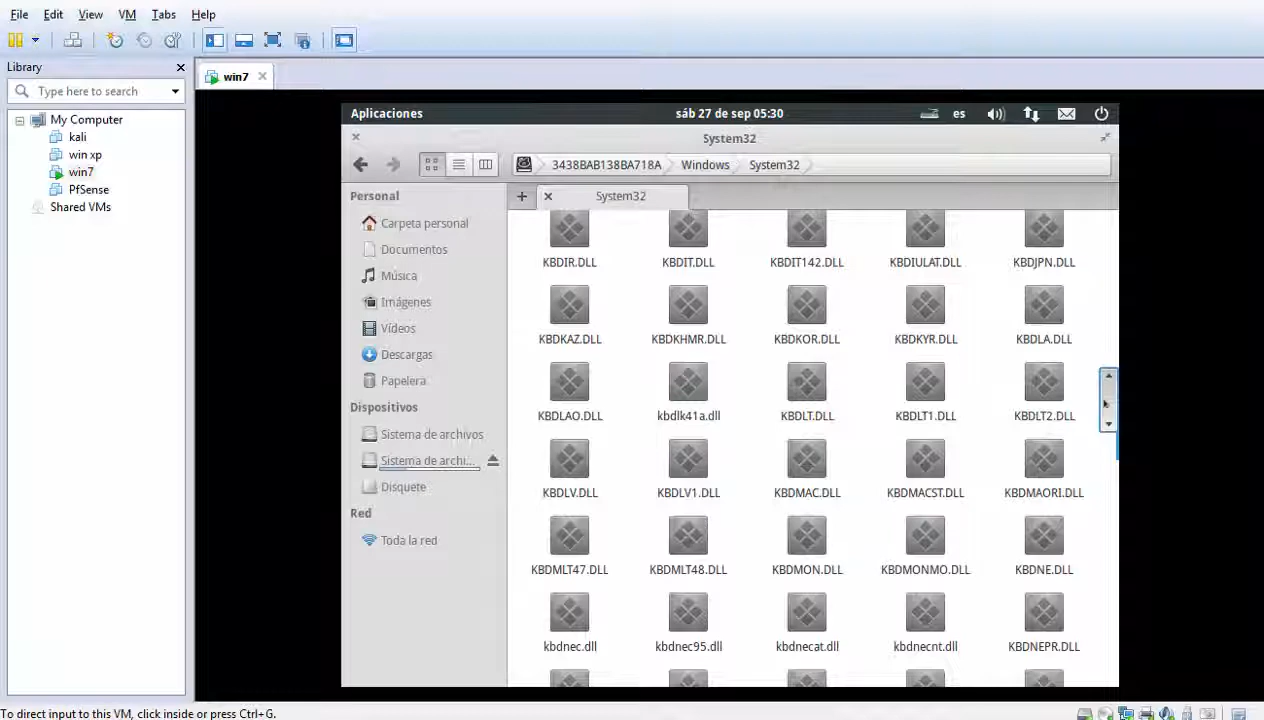 File Edit View VM Tabs Help
Library
win7
Type here to search
My Computer
kali
win xp
win7
PfSense
Shared VMs
Aplicaciones sáb 27 de sep 05:30 es
System32
3438BAB138BA718A Windows System32
System32
Personal
Carpeta personal
Documentos
Música
Imágenes
Vídeos
Descargas
Papelera
Dispositivos
Sistema de archivos
Sistema de archi...
Disquete
Red
Toda la red
KBDIR.DLL KBDIT.DLL KBDIT142.DLL KBDIULAT.DLL KBDJPN.DLL
KBDKAZ.DLL KBDKHMR.DLL KBDKOR.DLL KBDKYR.DLL KBDLA.DLL
KBDLAO.DLL kbdlk41a.dll KBDLT.DLL KBDLT1.DLL KBDLT2.DLL
KBDLV.DLL KBDLV1.DLL KBDMAC.DLL KBDMACST.DLL KBDMAORI.DLL
KBDMLT47.DLL KBDMLT48.DLL KBDMON.DLL KBDMONMO.DLL KBDNE.DLL
kbdnec.dll kbdnec95.dll kbdnecat.dll kbdnecnt.dll KBDNEPR.DLL
To direct input to this VM, click inside or press Ctrl+G.